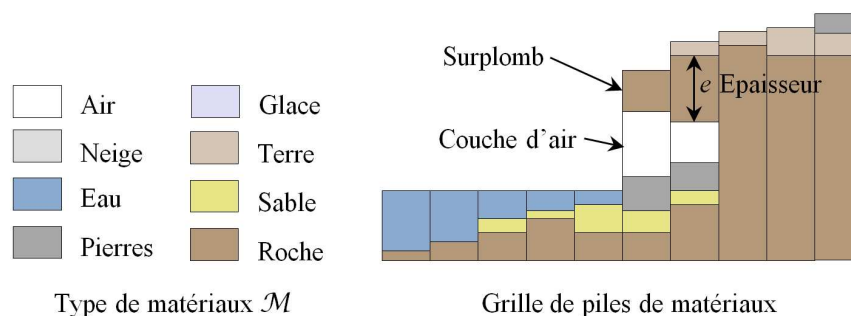 Surplomb
e Epaisseur
Couche d'air
Air
Glace
Neige
Terre
Eau
Sable
Pierres
Roche
Type de matériaux M
Grille de piles de matériaux